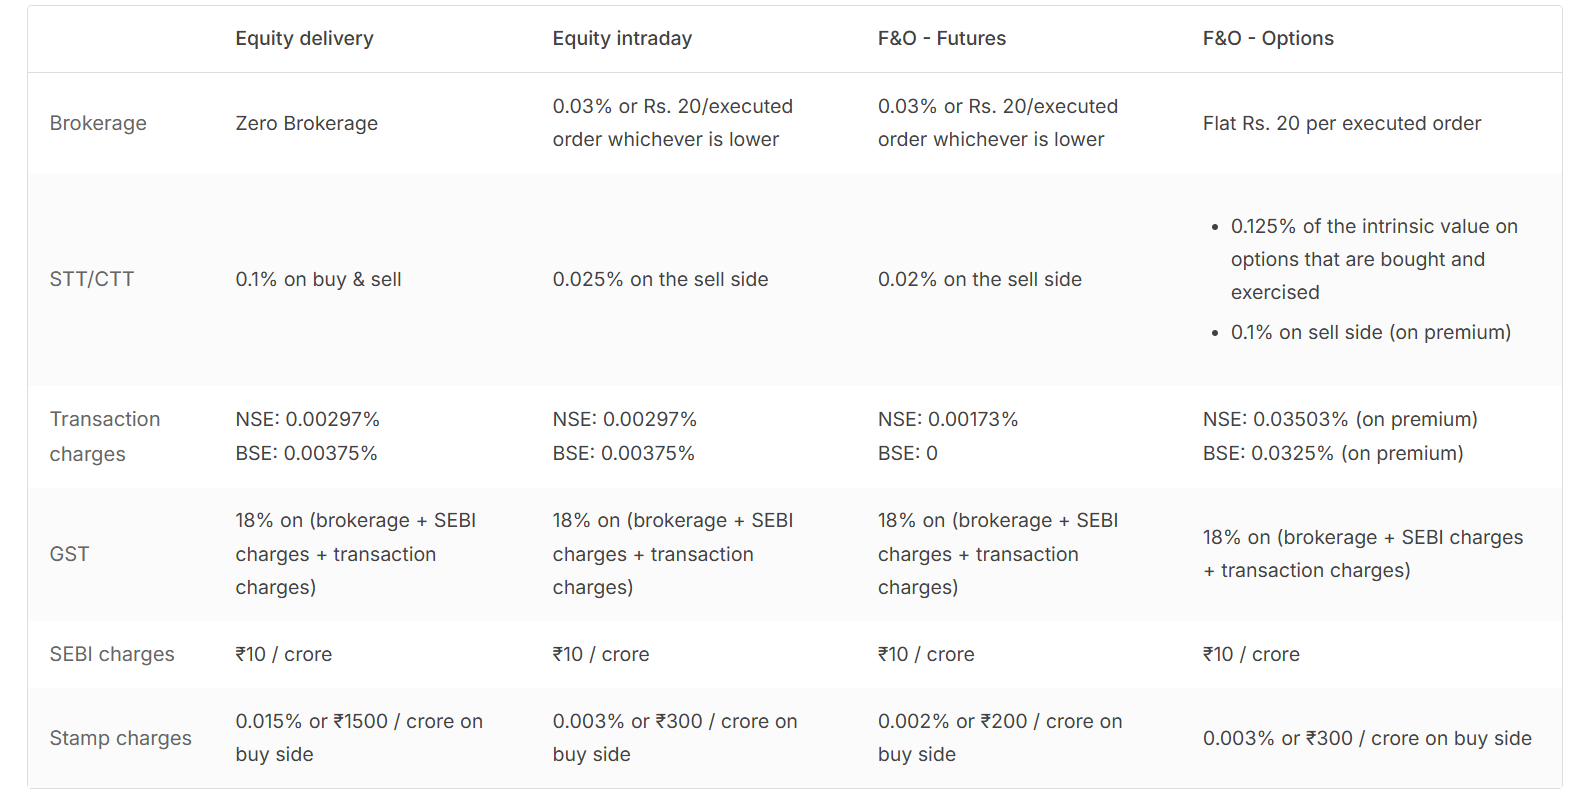 Equity delivery
Equity intraday
F&O - Futures
F&O - Options
Brokerage
Zero Brokerage
0.03% or Rs. 20/executed
order whichever is lower
0.03% or Rs. 20/executed
order whichever is lower
Flat Rs. 20 per executed order
STT/CTT
0.1% on buy & sell
0.025% on the sell side
0.02% on the sell side
• 0.125% of the intrinsic value on
options that are bought and
exercised
• 0.1% on sell side (on premium)
Transaction
charges
NSE: 0.00297%
BSE: 0.00375%
NSE: 0.00297%
BSE: 0.00375%
NSE: 0.00173%
BSE: 0
NSE: 0.03503% (on premium)
BSE: 0.0325% (on premium)
GST
18% on (brokerage + SEBI
charges + transaction
charges)
18% on (brokerage + SEBI
charges + transaction
charges)
18% on (brokerage + SEBI
charges + transaction
charges)
18% on (brokerage + SEBI charges
+ transaction charges)
SEBI charges
₹10 / crore
₹10 / crore
₹10 / crore
₹10 / crore
Stamp charges
0.015% or ₹1500 / crore on
buy side
0.003% or ₹300 / crore on
buy side
0.002% or ₹200 / crore on
buy side
0.003% or ₹300 / crore on buy side